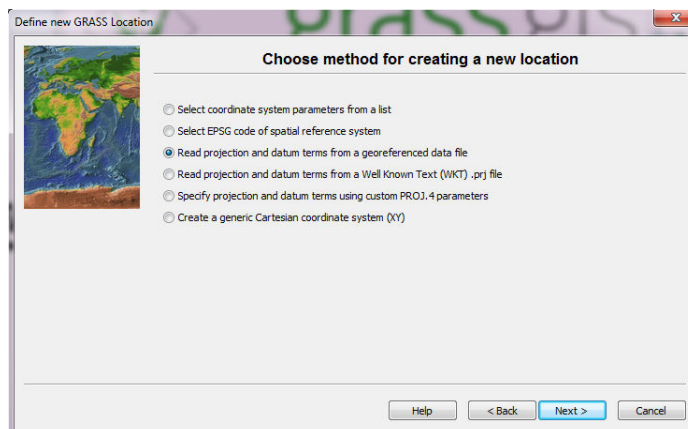 Define new GRASS Location
Choose method for creating a new location
Select coordinate system parameters from a list
Select EPSG code of spatial reference system
Read projection and datum terms from a georeferenced data file
Read projection and datum terms from a Well Known Text (WKT) .prj file
Specify projection and datum terms using custom PROJ.4 parameters
Create a generic Cartesian coordinate system (XY)
Help
< Back
Next >
Cancel